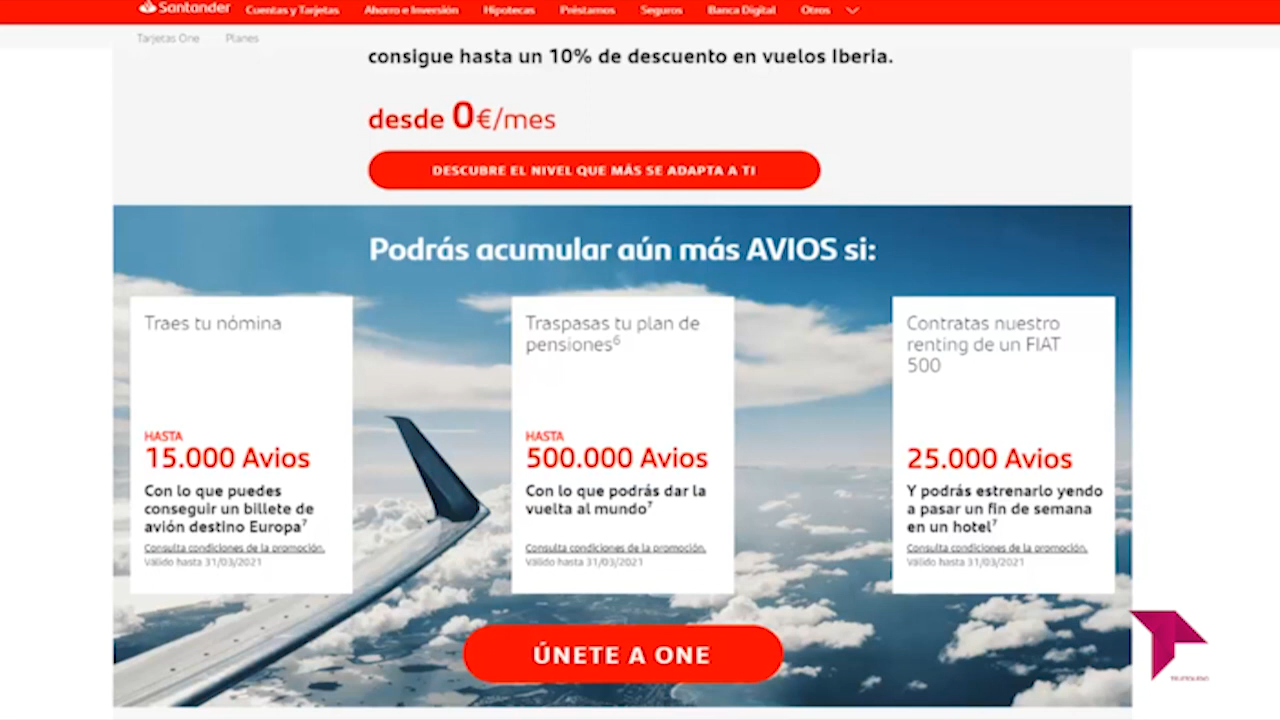 Santander Cuentas y Tarjetas Ahorro e Inversión Hipotecas Préstamos Seguros Banca Digital Otros
Tarjetas One Planes
consigue hasta un 10% de descuento en vuelos Iberia.
desde 0€/mes
DESCUBRE EL NIVEL QUE MÁS SE ADAPTA A TI
Podrás acumular aún más AVIOS si:
Traes tu nómina
HASTA
15.000 Avios
Con lo que puedes
conseguir un billete de
avión destino Europa7
Consulta condiciones de la promoción.
Válido hasta 31/03/2021
Traspasas tu plan de
pensiones6
HASTA
500.000 Avios
Con lo que podrás dar la
vuelta al mundo7
Consulta condiciones de la promoción.
Válido hasta 31/03/2021
Contratas nuestro
renting de un FIAT
500
25.000 Avios
Y podrás estrenarlo yendo
a pasar un fin de semana
en un hotel7
Consulta condiciones de la promoción.
Válido hasta 31/03/2021
ÚNETE A ONE